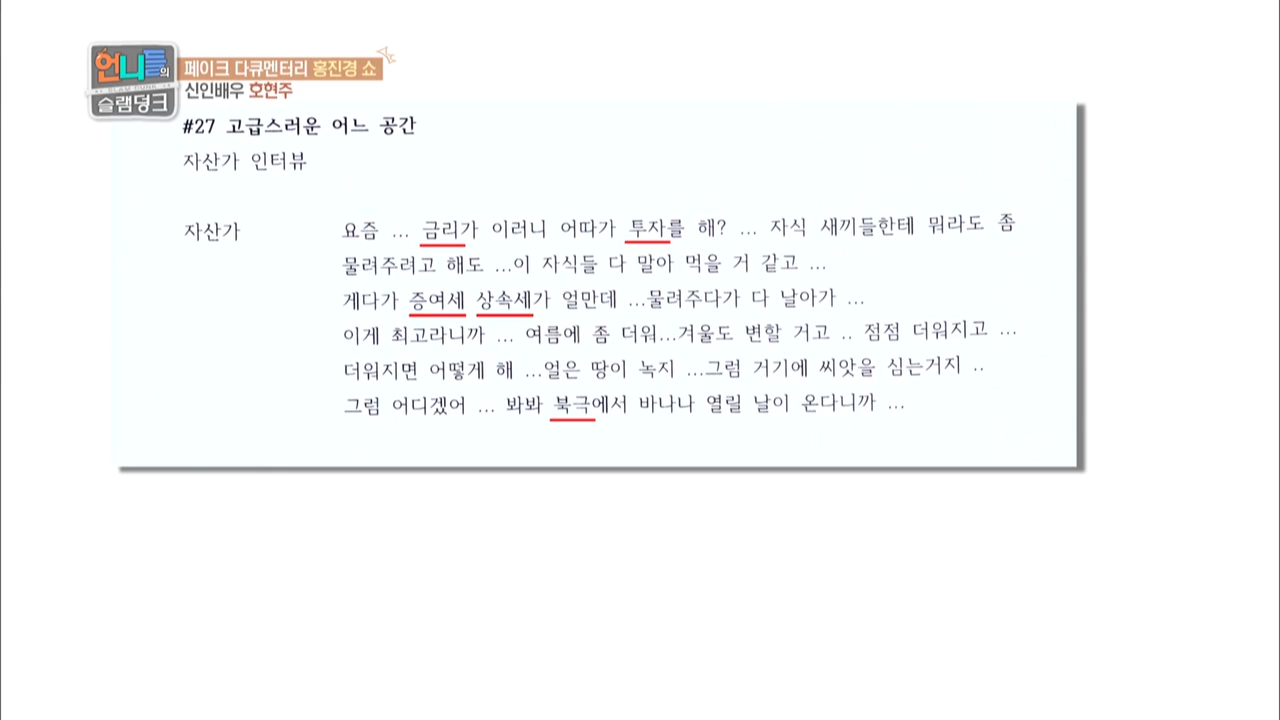 언니들의
슬램덩크
페이크 다큐멘터리 홍진경 쇼
신인배우 호현주
#27 고급스러운 어느 공간
자산가 인터뷰
자산가
요즘 ... 금리가 이러니 어따가 투자를 해? ... 자식 새끼들한테 뭐라도 좀
물려주려고 해도 ...이 자식들 다 말아 먹을 거 같고 ...
게다가 증여세 상속세가 얼만데 ...물려주다가 다 날아가 ...
이게 최고라니까 ... 여름에 좀 더워...겨울도 변할 거고 .. 점점 더워지고 ...
더워지면 어떻게 해 ...얼은 땅이 녹지 ...그럼 거기에 씨앗을 심는거지 ..
그럼 어디겠어 ... 봐봐 북극에서 바나나 열릴 날이 온다니까 ...